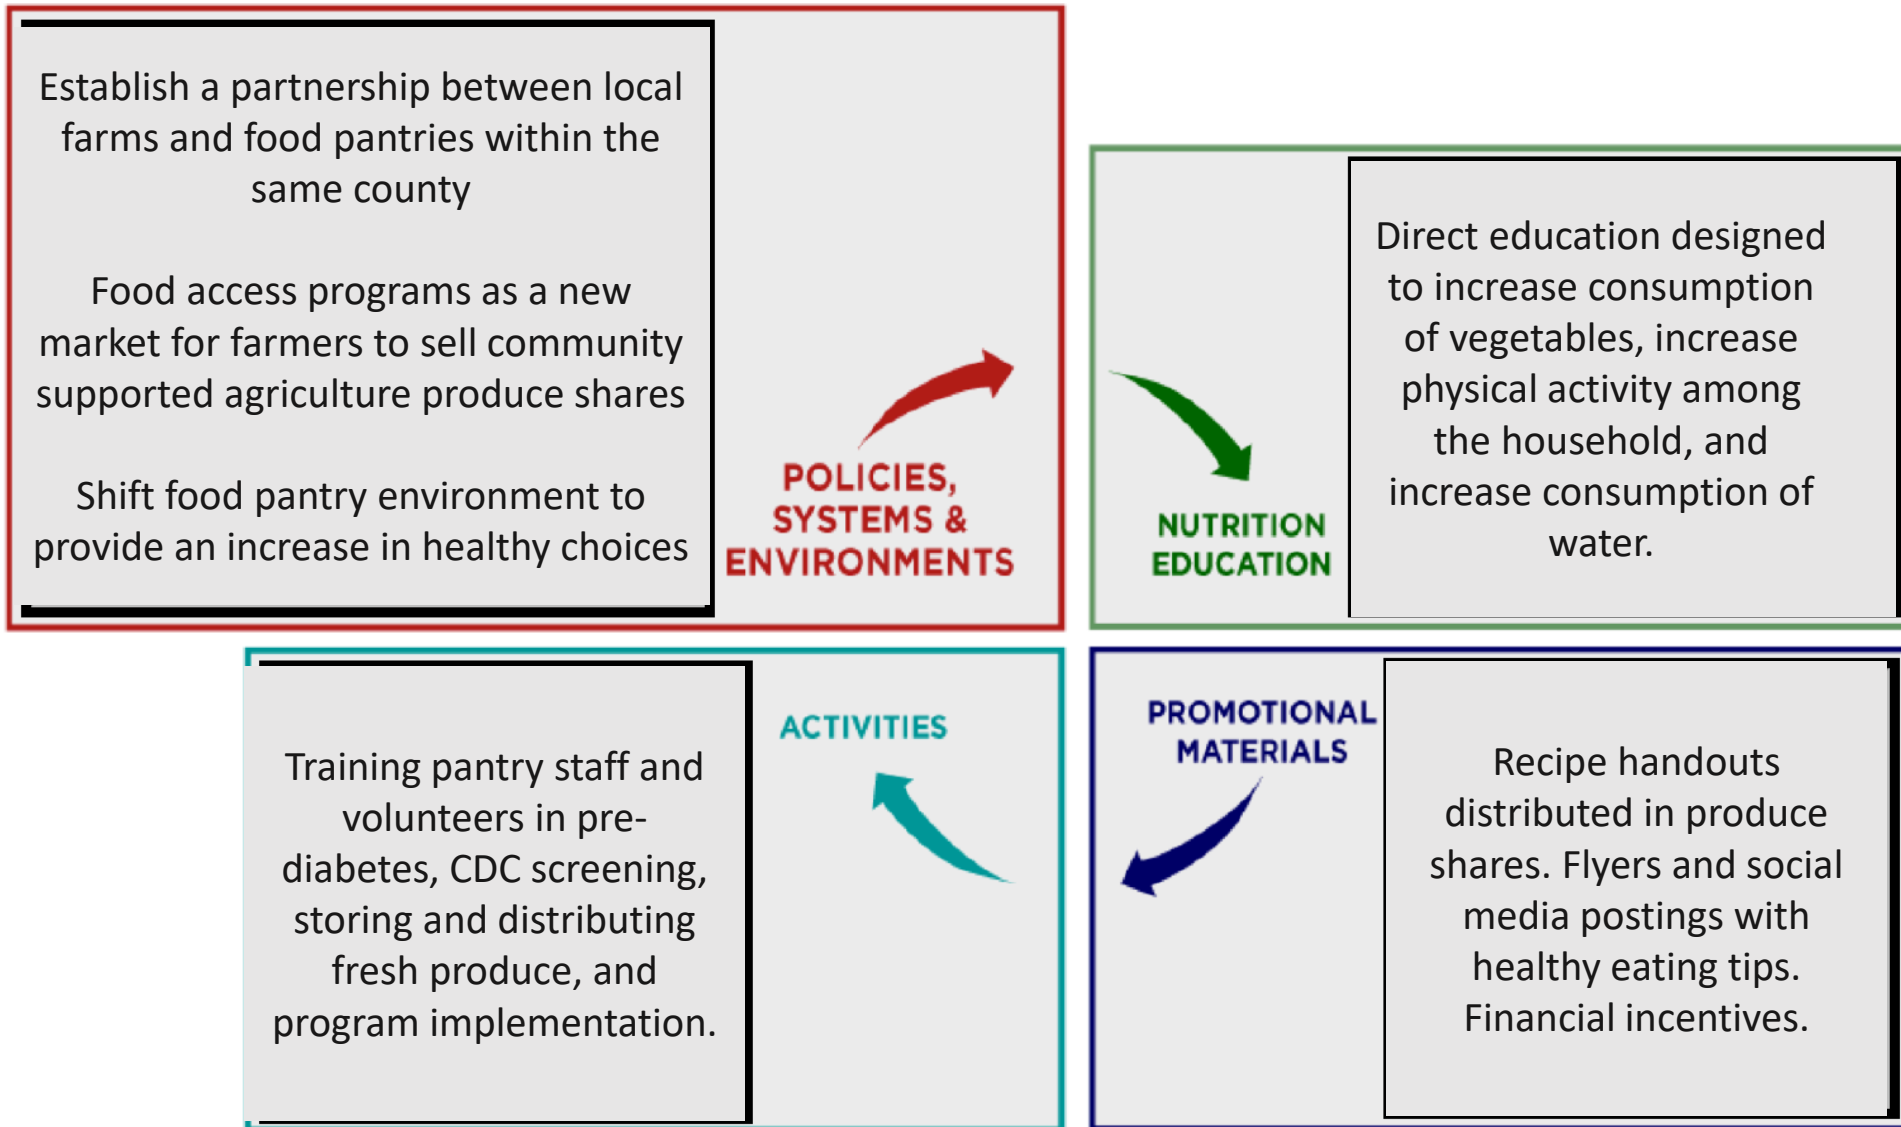 Establish a partnership between local
farms and food pantries within the
same county
Food access programs as a new
market for farmers to sell community
supported agriculture produce shares
Shift food pantry environment to
provide an increase in healthy choices
POLICIES,
SYSTEMS &
ENVIRONMENTS
NUTRITION
EDUCATION
Direct education designed
to increase consumption
of vegetables, increase
physical activity among
the household, and
increase consumption of
water.
Training pantry staff and
volunteers in pre-
diabetes, CDC screening,
storing and distributing
fresh produce, and
program implementation.
ACTIVITIES
PROMOTIONAL
MATERIALS
Recipe handouts
distributed in produce
shares. Flyers and social
media postings with
healthy eating tips.
Financial incentives.